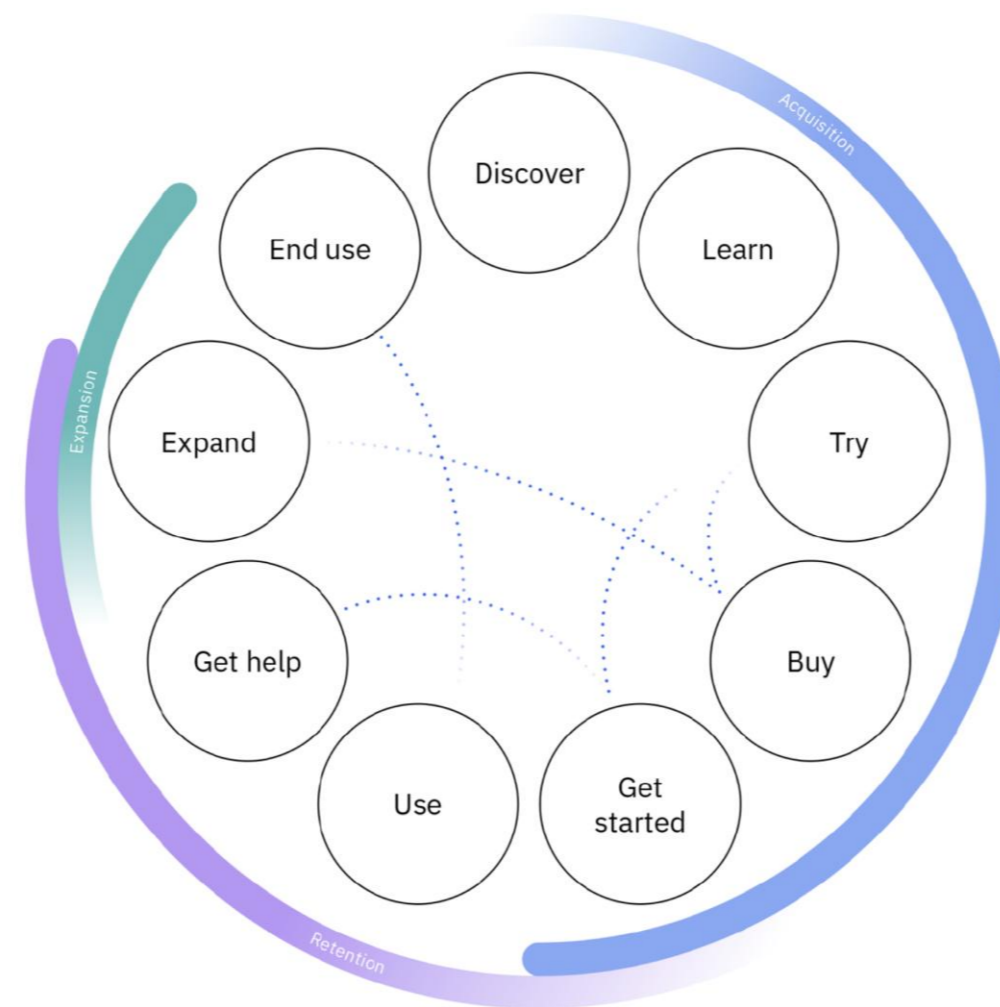 Acquisition
Discover
End use
Learn
Expansion
Expand
Try
Get help
Buy
Use
Get
started
Retention